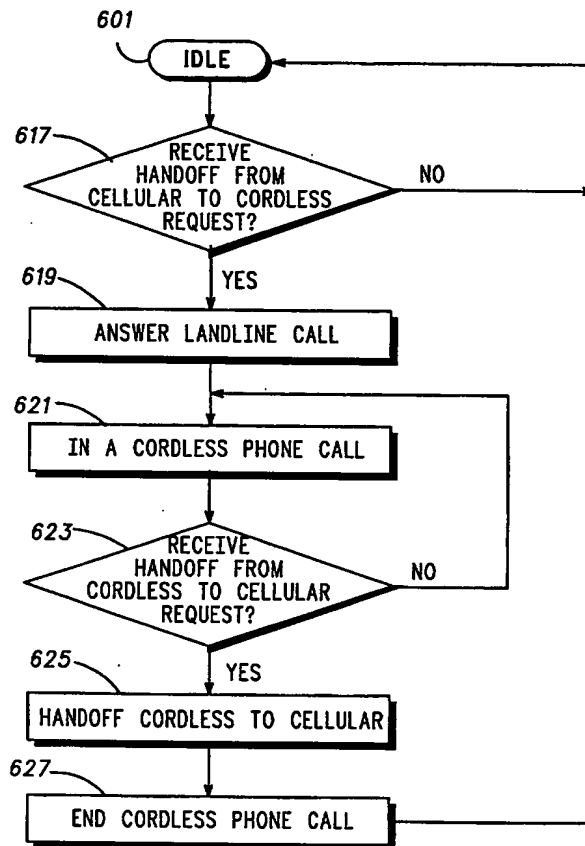 601
IDLE
617
RECEIVE
HANDOFF FROM
CELLULAR TO CORDLESS
REQUEST?
NO
YES
619
ANSWER LANDLINE CALL
621
IN A CORDLESS PHONE CALL
623
RECEIVE
HANDOFF FROM
CORDLESS TO CELLULAR
REQUEST?
NO
YES
625
HANDOFF CORDLESS TO CELLULAR
627
END CORDLESS PHONE CALL